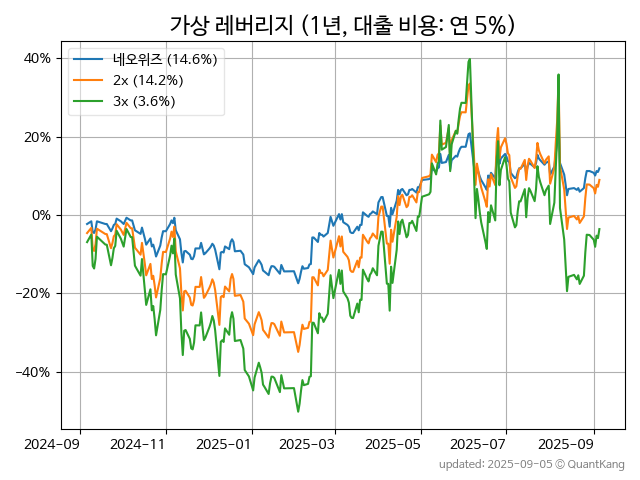 가상 레버리지 (1년, 대출 비용: 연 5%)
네오위즈 (14.6%)
2x (14.2%)
3x (3.6%)
40%
20%
0%
−20%
−40%
2024-09 2024-11 2025-01 2025-03 2025-05 2025-07 2025-09
updated: 2025-09-05 © QuantKang